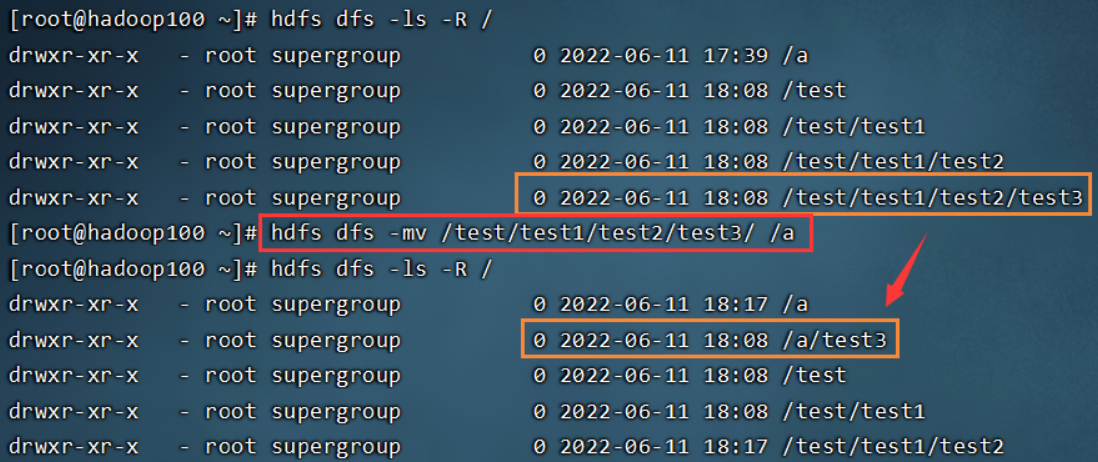 [root@hadoop100 ~]# hdfs dfs -ls -R /
drwxr-xr-x   - root supergroup          0 2022-06-11 17:39 /a
drwxr-xr-x   - root supergroup          0 2022-06-11 18:08 /test
drwxr-xr-x   - root supergroup          0 2022-06-11 18:08 /test/test1
drwxr-xr-x   - root supergroup          0 2022-06-11 18:08 /test/test1/test2
drwxr-xr-x   - root supergroup          0 2022-06-11 18:08 /test/test1/test2/test3
[root@hadoop100 ~]# hdfs dfs -mv /test/test1/test2/test3/ /a
[root@hadoop100 ~]# hdfs dfs -ls -R /
drwxr-xr-x   - root supergroup          0 2022-06-11 18:17 /a
drwxr-xr-x   - root supergroup          0 2022-06-11 18:08 /a/test3
drwxr-xr-x   - root supergroup          0 2022-06-11 18:08 /test
drwxr-xr-x   - root supergroup          0 2022-06-11 18:08 /test/test1
drwxr-xr-x   - root supergroup          0 2022-06-11 18:17 /test/test1/test2